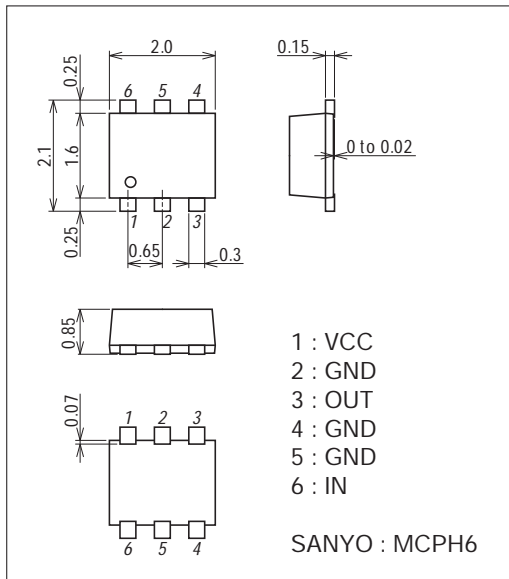 2.0
0.15
0.25
6 5 4
2.1
1.6
0 to 0.02
0.25
1 2 3
0.65
0.3
0.85
1 : VCC
2 : GND
3 : OUT
4 : GND
5 : GND
6 : IN
0.07
1 2 3
6 5 4
SANYO : MCPH6